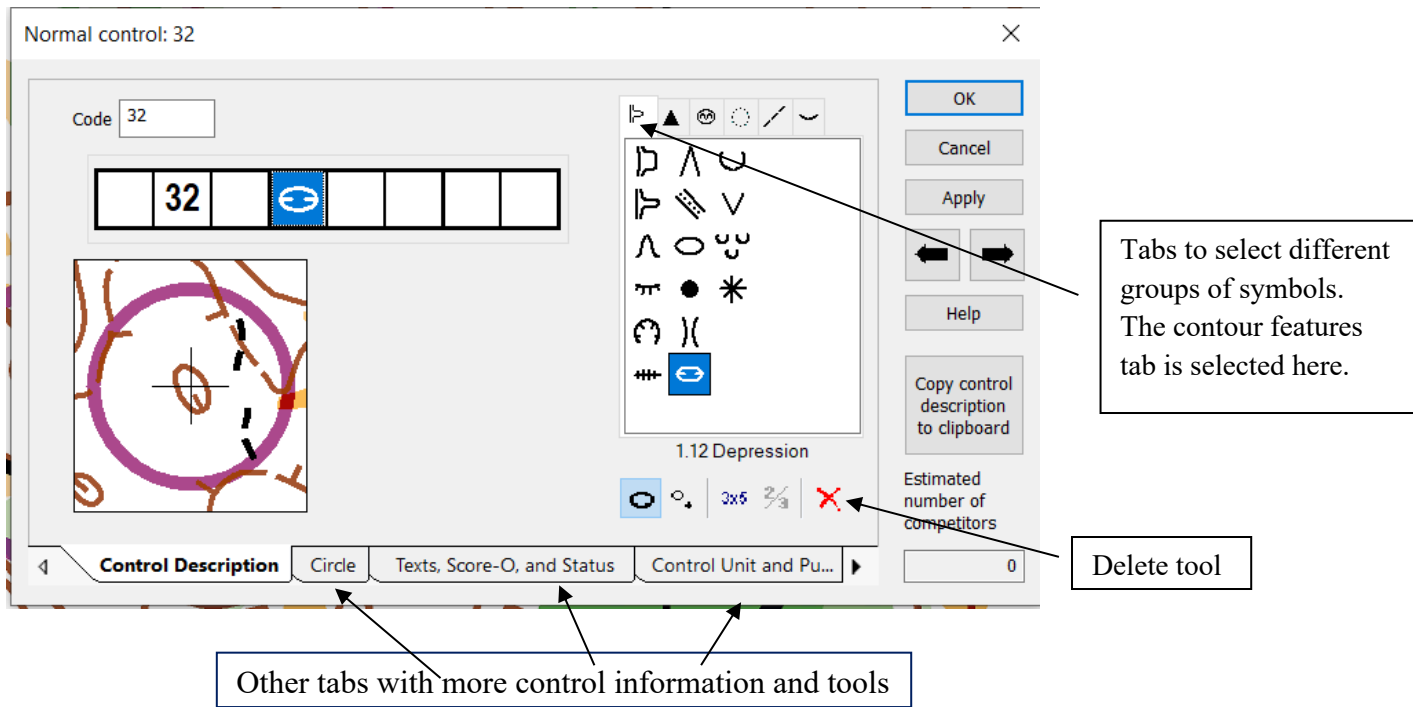 Normal control: 32
Code 32
32
1.12 Depression
3x6 2/3
OK
Cancel
Apply
Help
Copy control
description
to clipboard
Estimated
number of
competitors
0
Control Description Circle Texts, Score-O, and Status Control Unit and Pu...
Tabs to select different
groups of symbols.
The contour features
tab is selected here.
Delete tool
Other tabs with more control information and tools